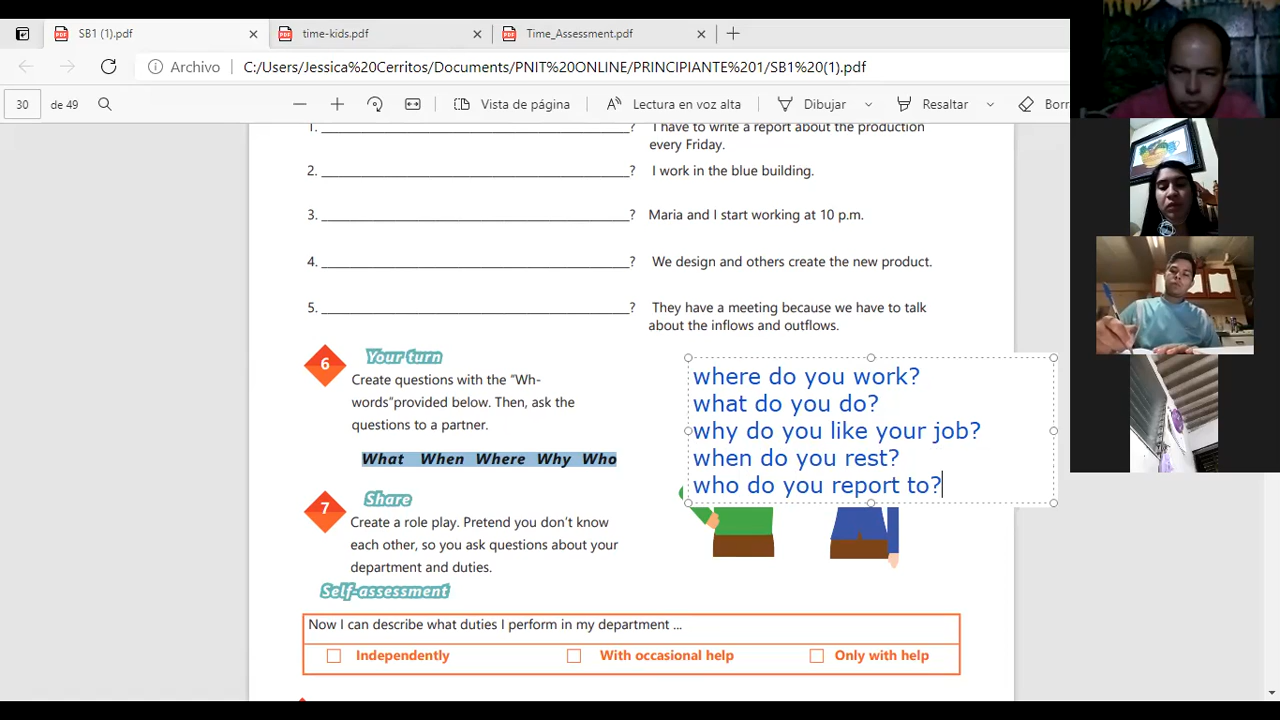 SB1 (1).pdf
time-kids.pdf
Time_Assessment.pdf
Archivo
C:/Users/Jessica%20Cerritos/Documents/PNIT%20ONLINE/PRINCIPIANTE%201/SB1%20(1).pdf
30 de 49
Vista de página
Lectura en voz alta
Dibujar
Resaltar
Borr
1. ______________________________________? I have to write a report about the production
every Friday.
2. ______________________________________? I work in the blue building.
3. ______________________________________? Maria and I start working at 10 p.m.
4. ______________________________________? We design and others create the new product.
5. ______________________________________? They have a meeting because we have to talk
about the inflows and outflows.
6 Your turn
Create questions with the “Wh-
words”provided below. Then, ask the
questions to a partner.
What When Where Why Who
where do you work?
what do you do?
why do you like your job?
when do you rest?
who do you report to?
7 Share
Create a role play. Pretend you don’t know
each other, so you ask questions about your
department and duties.
Self-assessment
Now I can describe what duties I perform in my department ...
Independently
With occasional help
Only with help